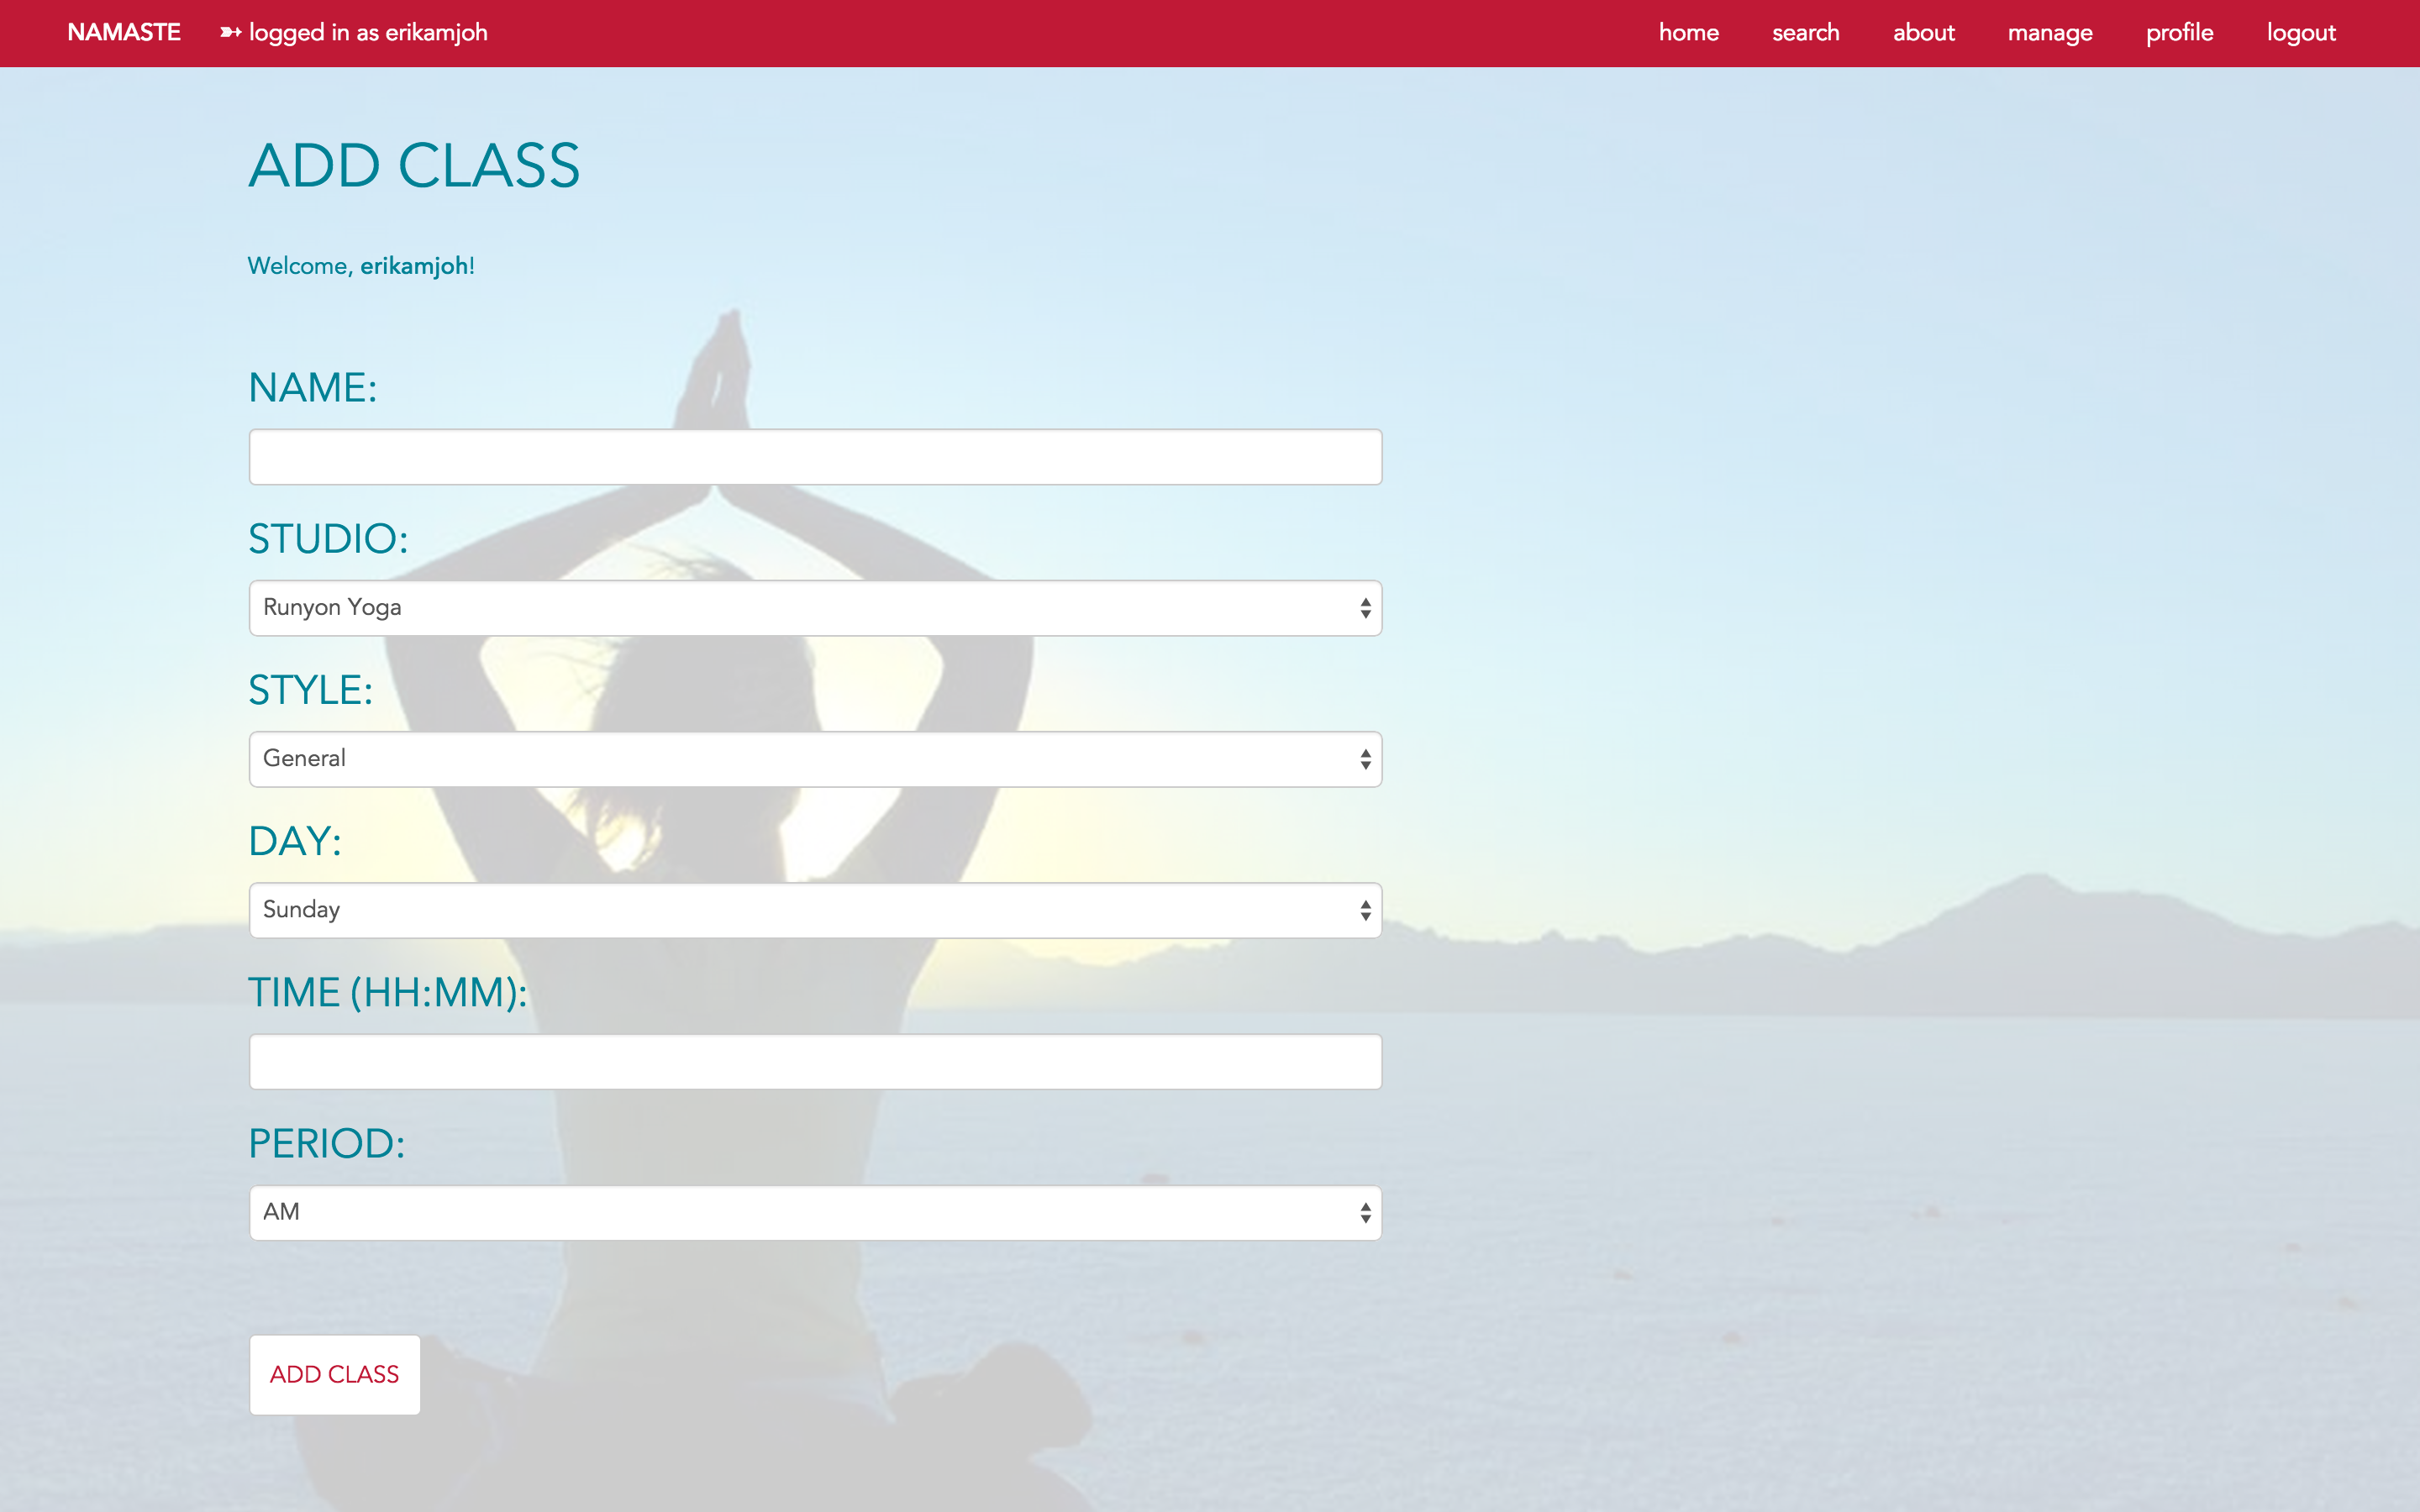 NAMASTE ➳ logged in as erikamjoh home search about manage profile logout
ADD CLASS
Welcome, erikamjoh!
NAME:
STUDIO:
Runyon Yoga
STYLE:
General
DAY:
Sunday
TIME (HH:MM):
PERIOD:
AM
ADD CLASS